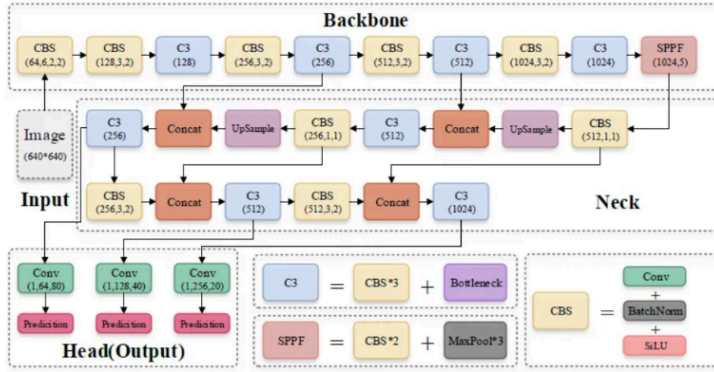 Backbone
CBS
(64,6,2,2)
CBS
(128,3,2)
C3
(128)
CBS
(256,3,2)
C3
(256)
CBS
(512,3,2)
C3
(512)
CBS
(1024,3,2)
C3
(1024)
SPPF
(1024,5)
Image
(640*640)
Input
C3
(256)
Concat
UpSample
CBS
(256,1,1)
C3
(512)
Concat
UpSample
CBS
(512,1,1)
CBS
(256,3,2)
Concat
C3
(512)
CBS
(512,3,2)
Concat
C3
(1024)
Neck
Conv
(1,64,80)
Conv
(1,128,40)
Conv
(1,256,20)
Predicition
Predicition
Predicition
Head(Output)
C3 = CBS*3 + Bottleneck
SPPF = CBS*2 + MaxPool*3
CBS =
Conv
+
BatchNorm
+
SiLU